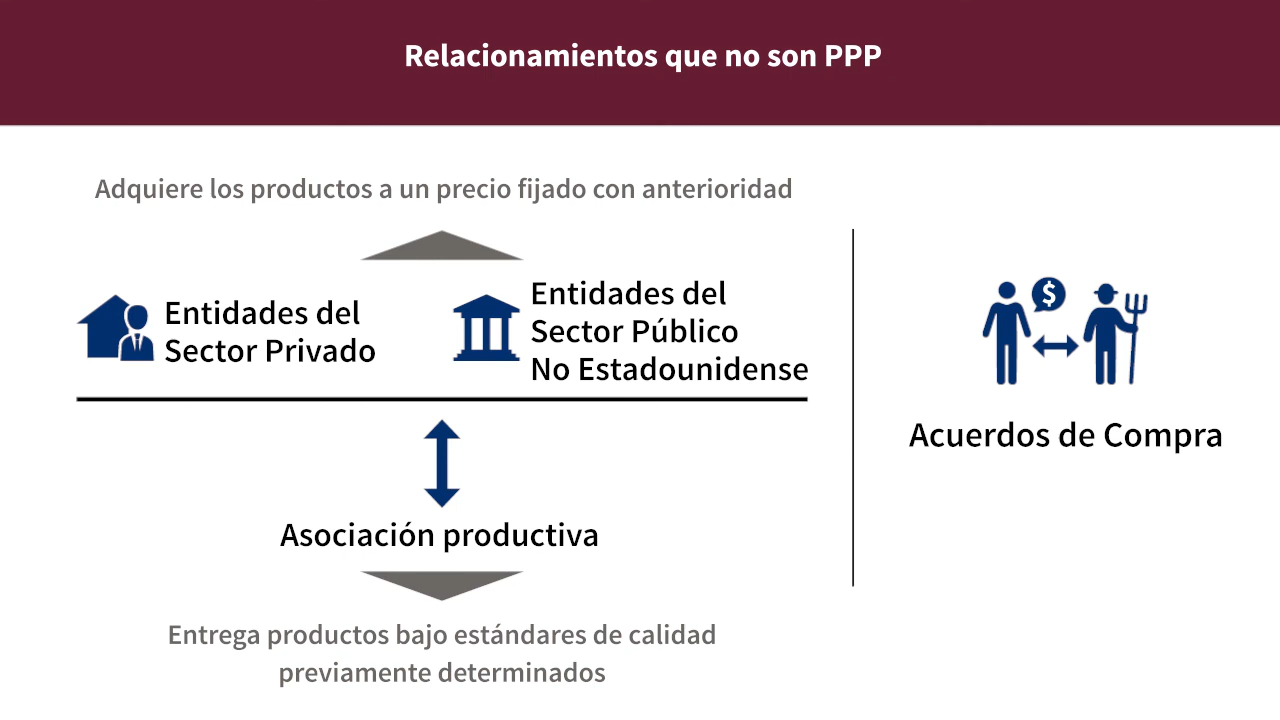 Relacionamientos que no son PPP
Adquiere los productos a un precio fijado con anterioridad
Entidades del
Sector Privado
Entidades del
Sector Público
No Estadounidense
$
Acuerdos de Compra
Asociación productiva
Entrega productos bajo estándares de calidad
previamente determinados